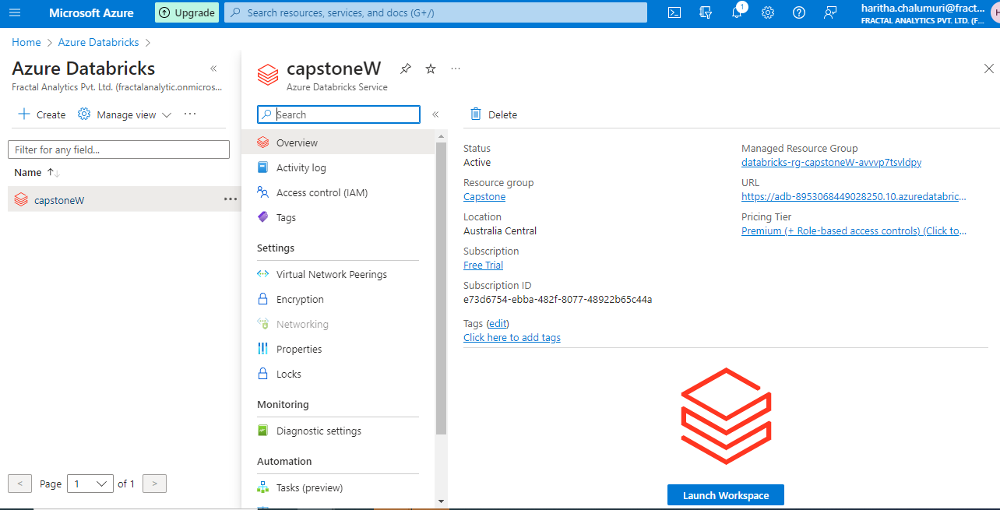 Microsoft Azure
Upgrade
Search resources, services, and docs (G+/)
1
haritha.chalumuri@fract...
FRACTAL ANALYTICS PVT. LTD. (F...
H
Home > Azure Databricks >
Azure Databricks
«
Fractal Analytics Pvt. Ltd. (fractalanalytic.onmicros...
+ Create
Manage view
...
Filter for any field...
Name ↑↓
capstoneW
...
< Page 1 of 1 >
capstoneW
...
Azure Databricks Service
Search
«
Overview
Activity log
Access control (IAM)
Tags
Settings
Virtual Network Peerings
Encryption
Networking
Properties
Locks
Monitoring
Diagnostic settings
Automation
Tasks (preview)
Delete
Status
Active
Resource group
Capstone
Location
Australia Central
Subscription
Free Trial
Subscription ID
e73d6754-ebba-482f-8077-48922b65c44a
Tags (edit)
Click here to add tags
Managed Resource Group
databricks-rg-capstoneW-avvvp7tsvldpy
URL
https://adb-8953068449028250.10.azuredatabric...
Pricing Tier
Premium (+ Role-based access controls) (Click to...
Launch Workspace